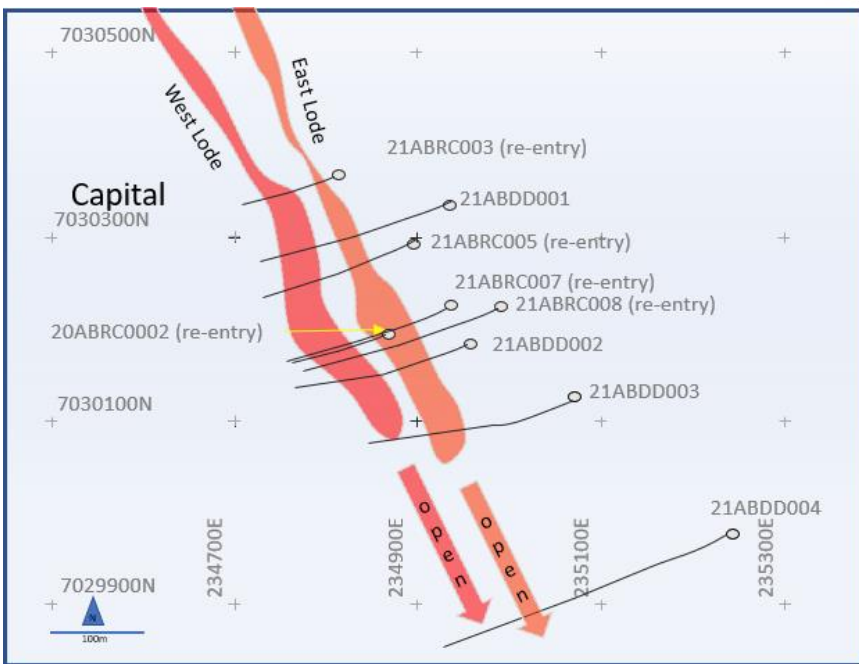 7030500N
East Lode
West Lode
21ABRC003 (re-entry)
Capital
21ABDD001
7030300N
21ABRC005 (re-entry)
21ABRC007 (re-entry)
21ABRC008 (re-entry)
20ABRC0002 (re-entry)
21ABDD002
21ABDD003
7030100N
open
open
21ABDD004
234700E
234900E
235100E
235300E
7029900N
N
100m